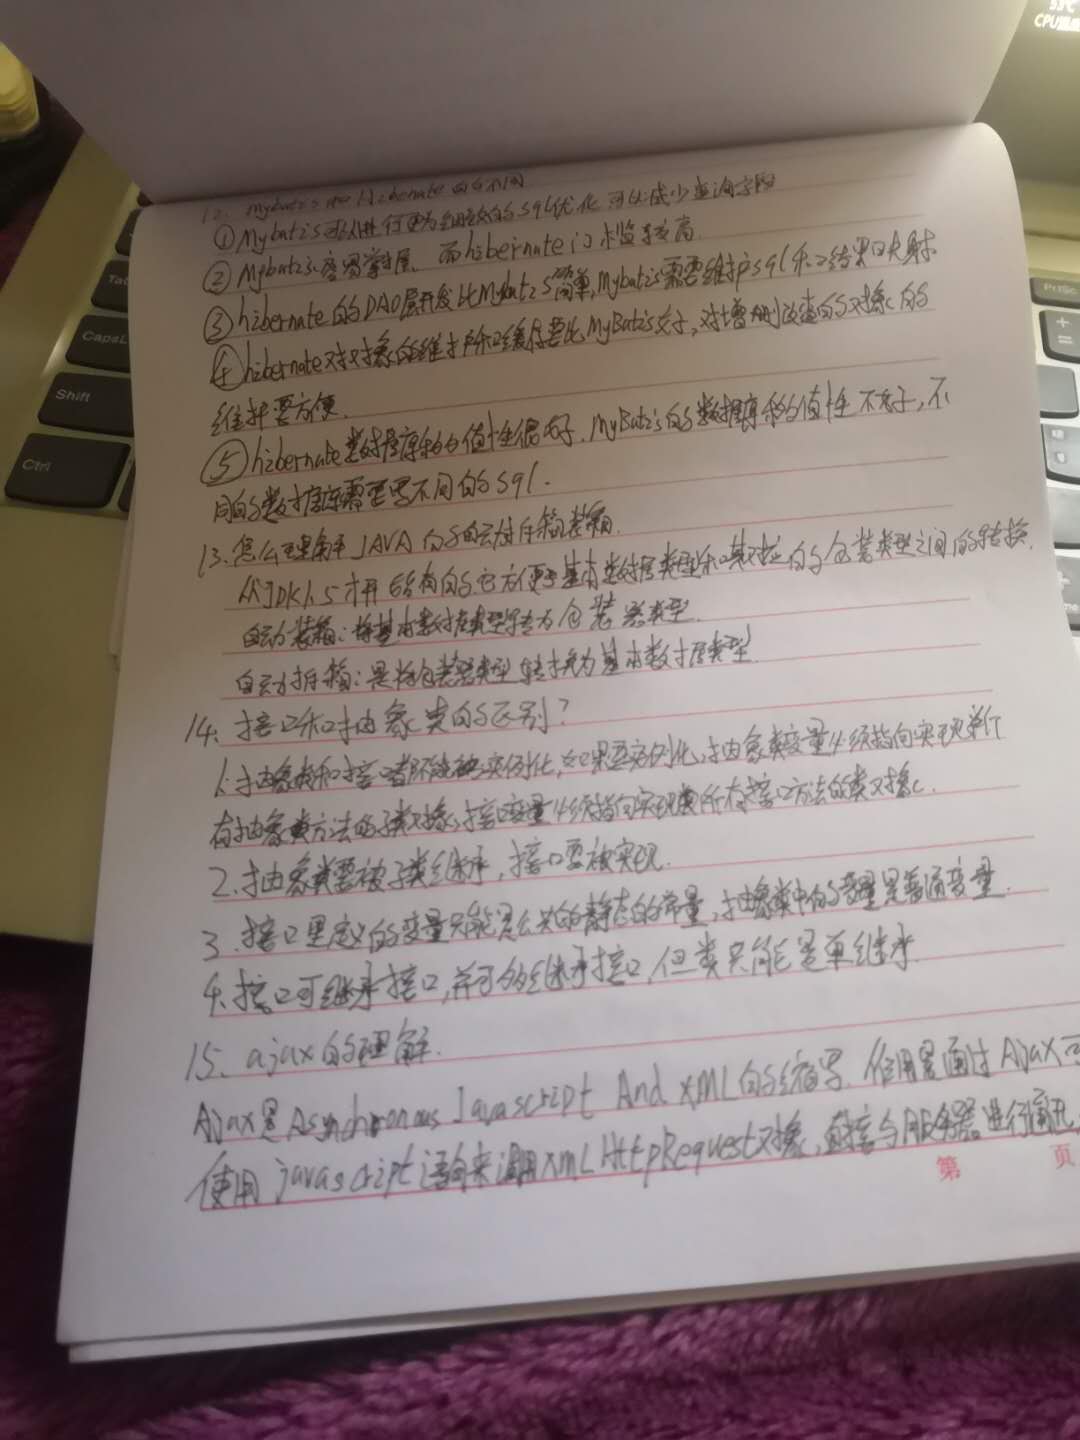 12. Mybatis和Hibernate的不同
①Mybatis可以进行更为细致的sql优化 可以减少查询字段
②Mybatis容易掌握、而hibernate门槛较高.
③hibernate的DAO层开发比Mybatis简单,Mybatis需要维护sql和结果映射
④hibernate对对象的维护和缓存要比MyBatis好,对增删改查的对象的
维护要方便.
⑤hibernate数据库移植性很好.MyBatis的数据库移植性不好,不
同的数据库需要写不同的sql.
13.怎么理解JAVA的自动拆箱装箱.
从JDK1.5才开始有的它方便了基本数据类型和其对应的包装类型之间的转换.
自动装箱:将基本数据类型转为包装器类型.
自动拆箱:是将包装器类型转换为基本数据类型
14.接口和抽象类的区别?
1.抽象类和接口都不能被实例化,如果要实例化,抽象类变量必须指向实现所
有抽象类方法的子类对象,接口变量必须指向实现类所有接口方法的类对象.
2.抽象类要被子类继承,接口要被实现.
3.接口里定义的变量只能是公共的静态的常量,抽象类中的变量是普通变量.
4.接口可继承接口,并可多继承接口,但类只能是单继承.
15、ajax的理解.
Ajax是Asynchronous Javascript And XML的缩写.作用是通过AJax可
使用javascript语句来调用XMLHttpRequest对象,直接与服务器进行通讯
第 页
Tab
CapsL
Shift
Ctrl
PrtSc
CPU温度